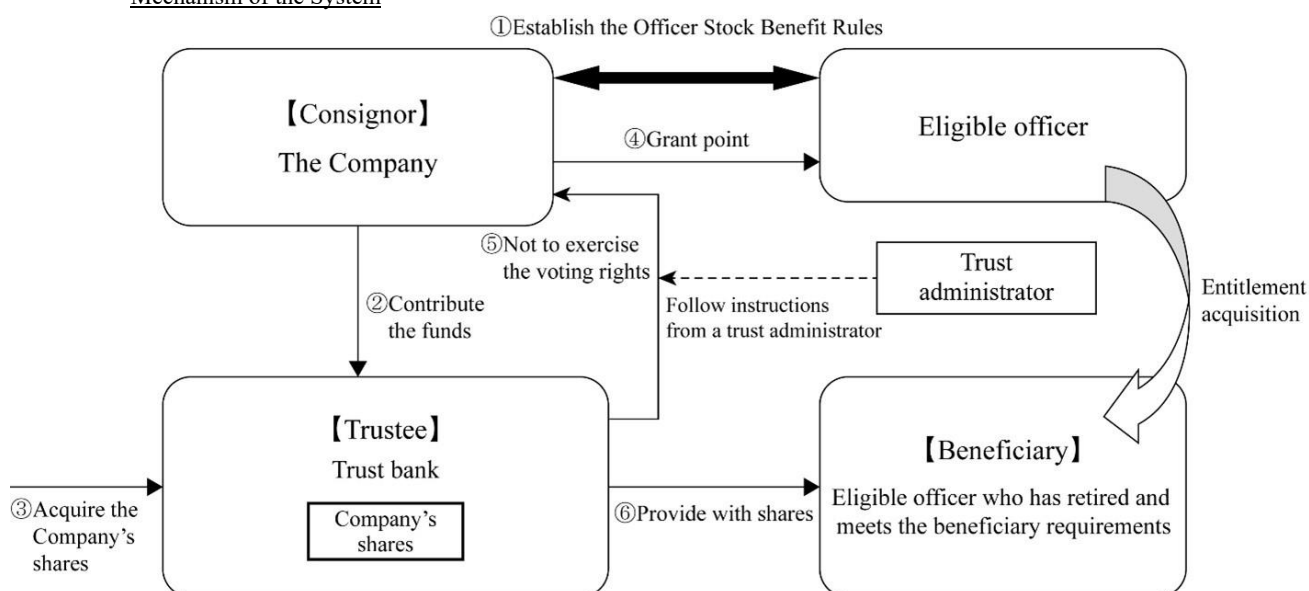 Mechanism of the System
①Establish the Officer Stock Benefit Rules
【Consignor】
The Company
④Grant point
Eligible officer
⑤Not to exercise
the voting rights
Trust
administrator
Follow instructions
from a trust administrator
Entitlement
acquisition
②Contribute
the funds
【Trustee】
Trust bank
Company’s
shares
③Acquire the
Company’s
shares
⑥Provide with shares
【Beneficiary】
Eligible officer who has retired and
meets the beneficiary requirements